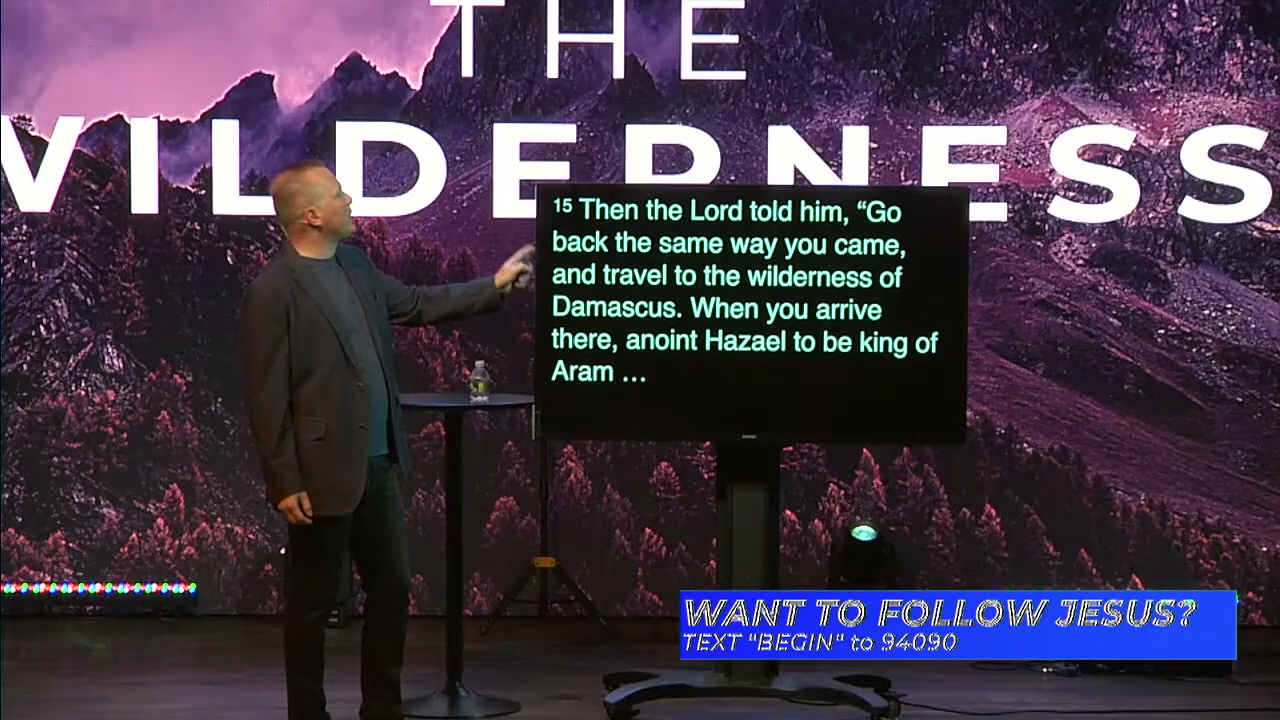 THE
WILDERNESS
15 Then the Lord told him, “Go
back the same way you came,
and travel to the wilderness of
Damascus. When you arrive
there, anoint Hazael to be king of
Aram …
WANT TO FOLLOW JESUS?
TEXT "BEGIN" to 94090